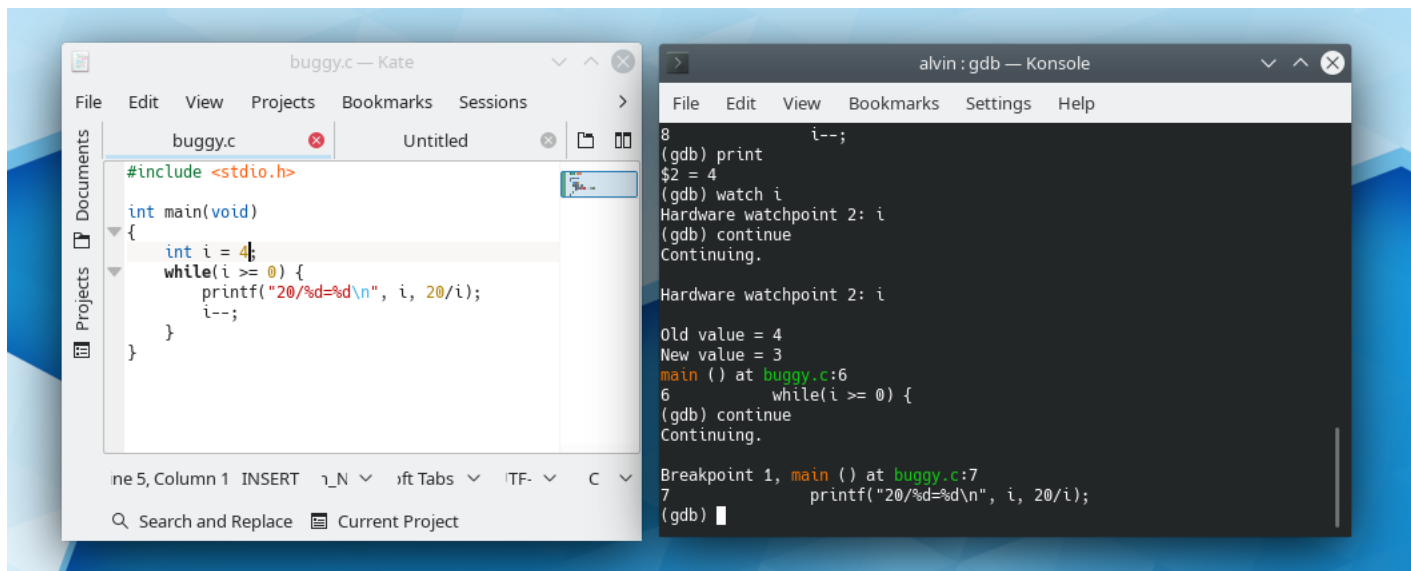 buggy.c — Kate
File Edit View Projects Bookmarks Sessions
Documents
Projects
buggy.c Untitled
#include <stdio.h>
int main(void)
{
int i = 4;
while(i >= 0) {
printf("20/%d=%d\n", i, 20/i);
i--;
}
}
ine 5, Column 1 INSERT ɿ_N oft Tabs UTF- C
Search and Replace Current Project
alvin : gdb — Konsole
File Edit View Bookmarks Settings Help
8 i--;
(gdb) print
$2 = 4
(gdb) watch i
Hardware watchpoint 2: i
(gdb) continue
Continuing.
Hardware watchpoint 2: i
Old value = 4
New value = 3
main () at buggy.c:6
6 while(i >= 0) {
(gdb) continue
Continuing.
Breakpoint 1, main () at buggy.c:7
7 printf("20/%d=%d\n", i, 20/i);
(gdb)